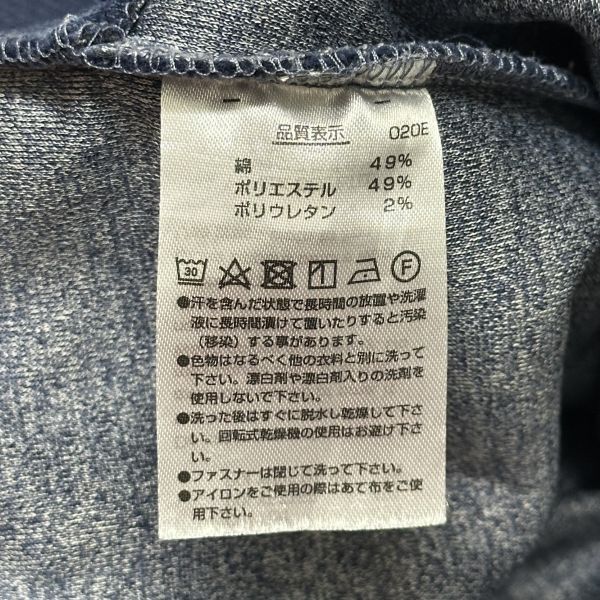 品質表示 020E
綿 49%
ポリエステル 49%
ポリウレタン 2%
30 F
●汗を含んだ状態で長時間の放置や洗濯
液に長時間漬けて置いたりすると汚染
(移染)する事があります。
●色物はなるべく他の衣料と別に洗って
下さい。漂白剤や漂白剤入りの洗剤を
使用しないで下さい。
●洗った後はすぐに脱水し乾燥して下さ
い。回転式乾燥機の使用はお避け下さ
い。
●ファスナーは閉じて洗って下さい。
●アイロンをご使用の際はあて布をご使
用下さい。